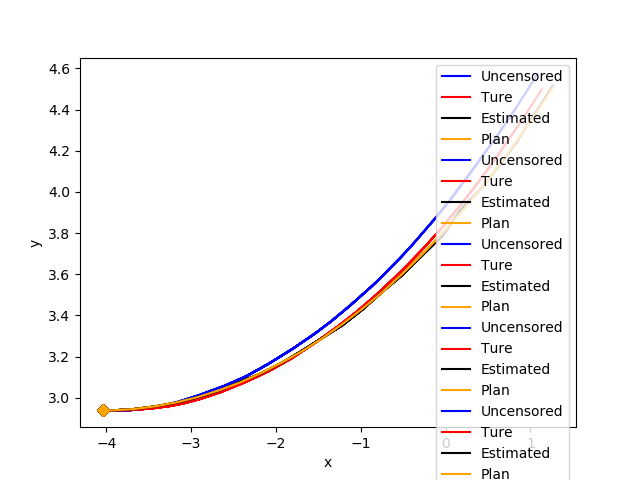 4.6
4.4
4.2
4.0
3.8
3.6
3.4
3.2
3.0
y
−4
−3
−2
−1
0
1
x
Uncensored
Ture
Estimated
Plan
Uncensored
Ture
Estimated
Plan
Uncensored
Ture
Estimated
Plan
Uncensored
Ture
Estimated
Plan
Uncensored
Ture
Estimated
Plan